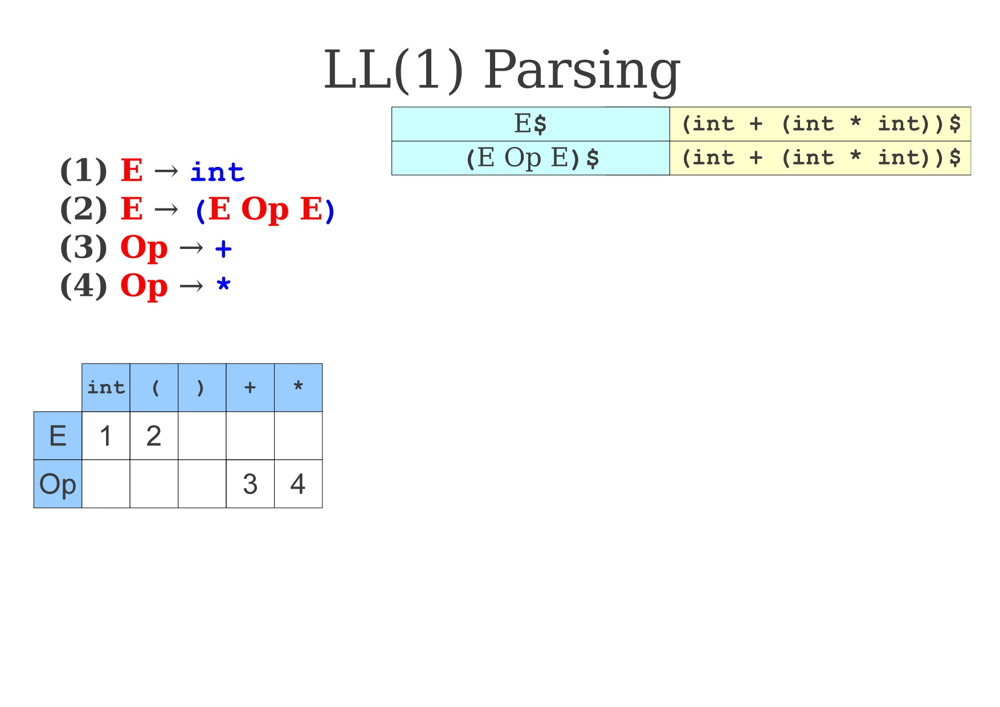 LL(1) Parsing
E$ (int + (int * int))$
(E Op E)$ (int + (int * int))$
(1) E → int
(2) E → (E Op E)
(3) Op → +
(4) Op → *
int ( ) + *
E 1 2
Op 3 4